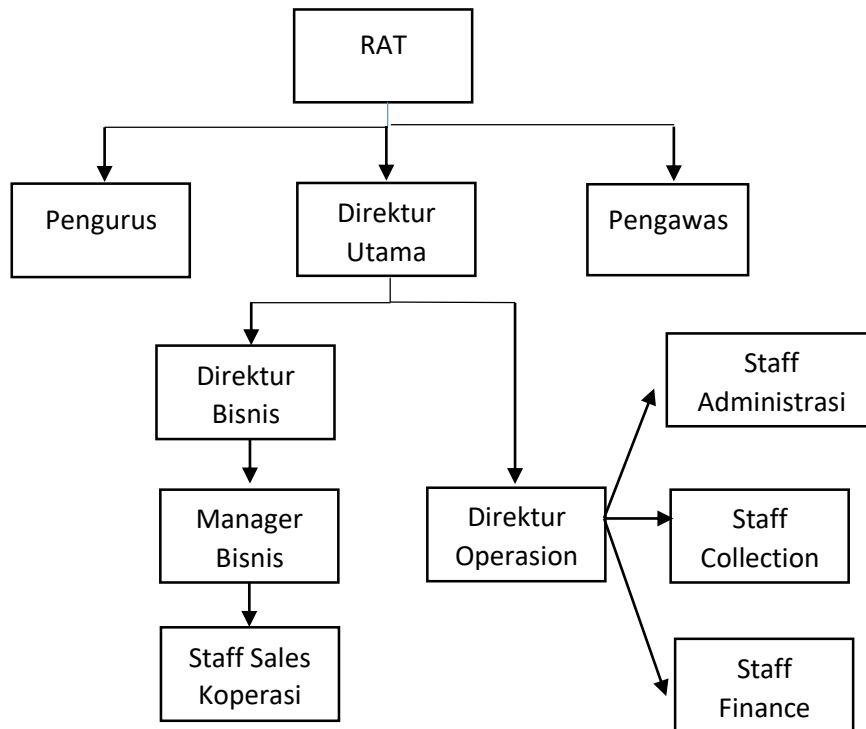 RAT
Pengurus
Direktur
Utama
Pengawas
Direktur
Bisnis
Staff
Administrasi
Manager
Bisnis
Direktur
Operasion
Staff
Collection
Staff Sales
Koperasi
Staff
Finance